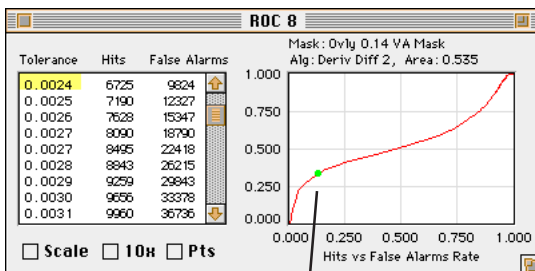 ROC 8
Tolerance Hits False Alarms
0.0024 6725 9824
0.0025 7190 12327
0.0026 7628 15347
0.0027 8090 18790
0.0027 8495 22418
0.0028 8843 26215
0.0029 9259 29843
0.0030 9656 33378
0.0031 9960 36736
Scale 10x Pts
Mask: Ovly 0.14 VA Mask
Alg: Deriv Diff 2, Area: 0.535
1.000
0.750
0.500
0.250
0.000
0.000 0.250 0.500 0.750 1.000
Hits vs False Alarms Rate